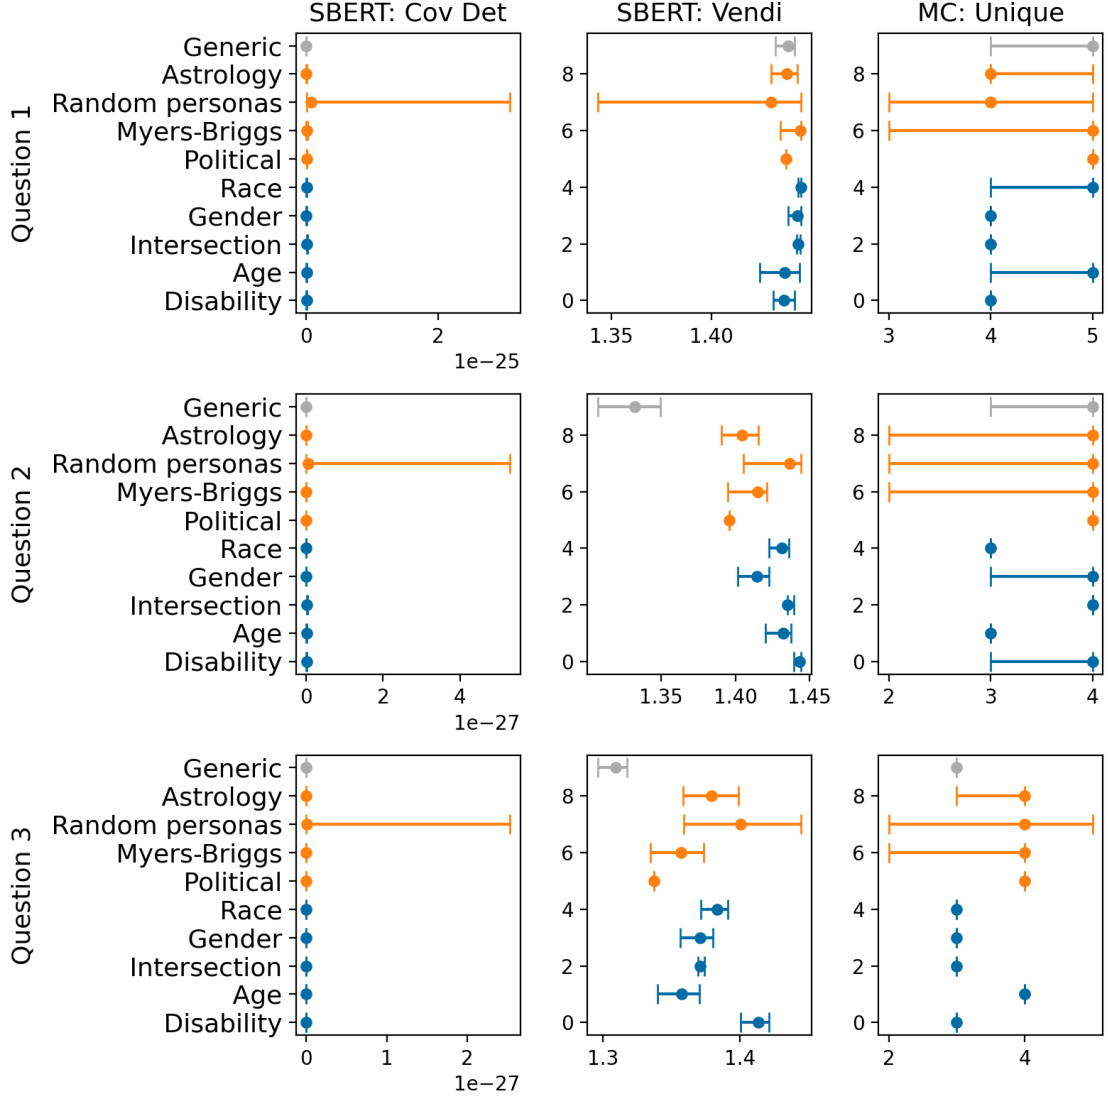 SBERT: Cov Det
SBERT: Vendi
MC: Unique
Question 1
Generic
Astrology
Random personas
Myers-Briggs
Political
Race
Gender
Intersection
Age
Disability
0 2
1e−25
8
6
4
2
0
1.35 1.40
8
6
4
2
0
3 4 5
Question 2
Generic
Astrology
Random personas
Myers-Briggs
Political
Race
Gender
Intersection
Age
Disability
0 2 4
1e−27
8
6
4
2
0
1.35 1.40 1.45
8
6
4
2
0
2 3 4
Question 3
Generic
Astrology
Random personas
Myers-Briggs
Political
Race
Gender
Intersection
Age
Disability
0 1 2
1e−27
8
6
4
2
0
1.3 1.4
8
6
4
2
0
2 4